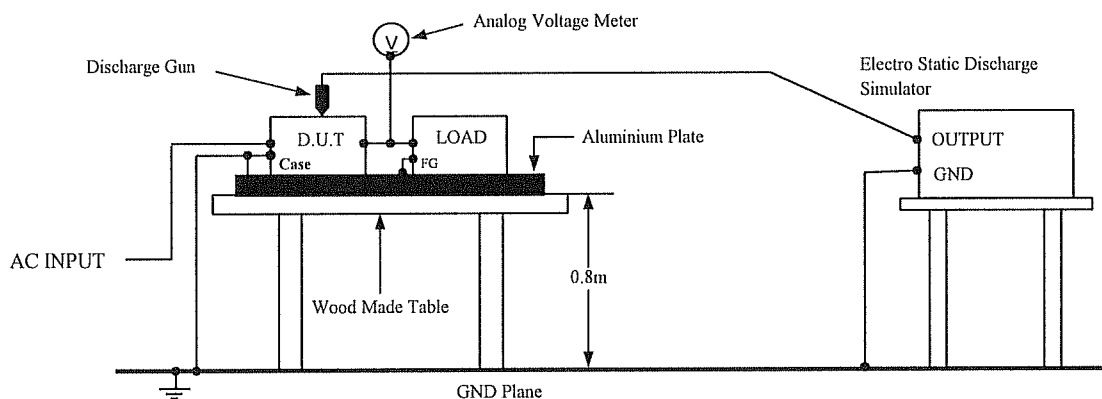 Analog Voltage Meter
V
Discharge Gun
Electro Static Discharge
Simulator
D.U.T
LOAD
Aluminium Plate
OUTPUT
Case
FG
GND
AC INPUT
0.8m
Wood Made Table
GND Plane